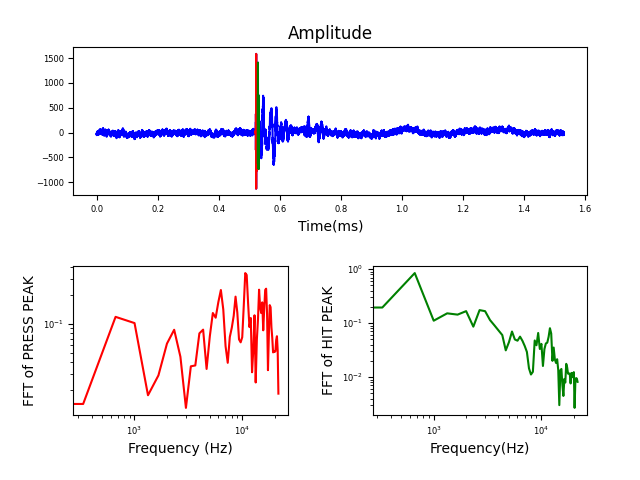 Amplitude
1500
1000
500
0
−500
−1000
0.0 0.2 0.4 0.6 0.8 1.0 1.2 1.4 1.6
Time(ms)
FFT of PRESS PEAK
10⁻¹
10³ 10⁴
Frequency (Hz)
FFT of HIT PEAK
10⁰
10⁻¹
10⁻²
10³ 10⁴
Frequency(Hz)